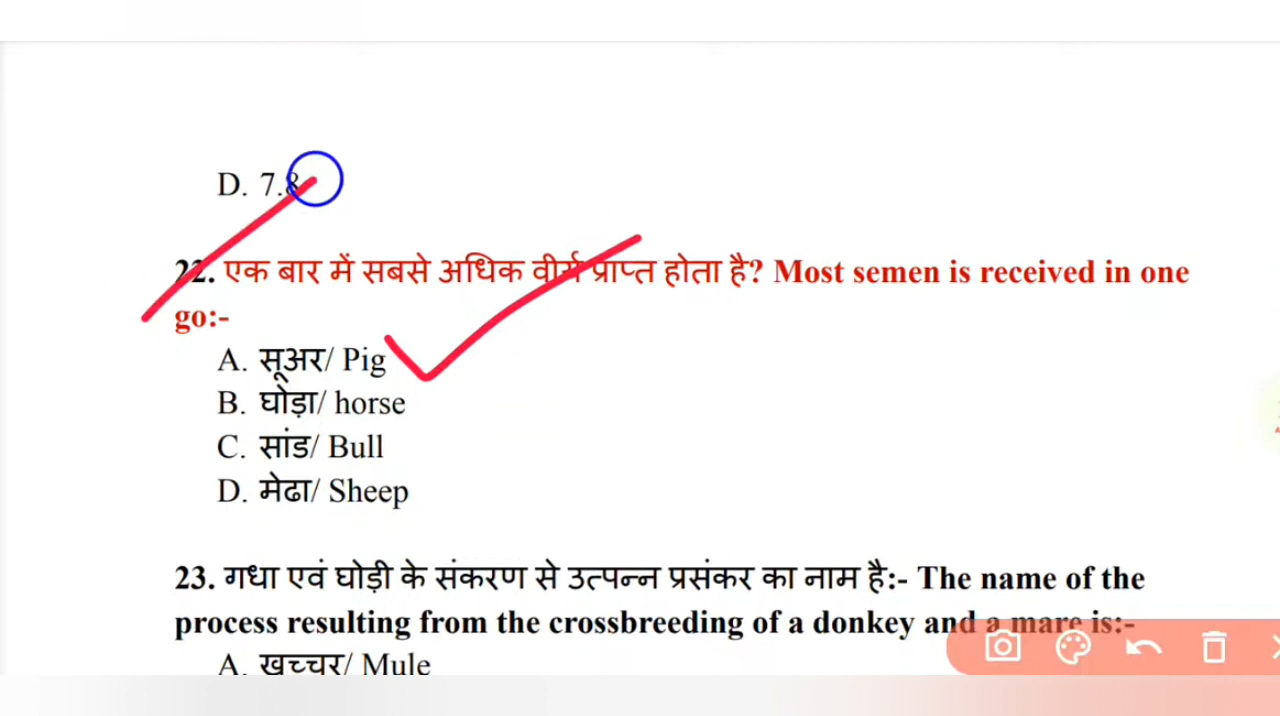 D. 7.8
22. एक बार में सबसे अधिक वीर्य प्राप्त होता है? Most semen is received in one
go:-
A. सूअर/ Pig
B. घोड़ा/ horse
C. सांड/ Bull
D. मेढा/ Sheep
23. गधा एवं घोड़ी के संकरण से उत्पन्न प्रसंकर का नाम है:- The name of the
process resulting from the crossbreeding of a donkey and a mare is:-
A. खच्चर/ Mule